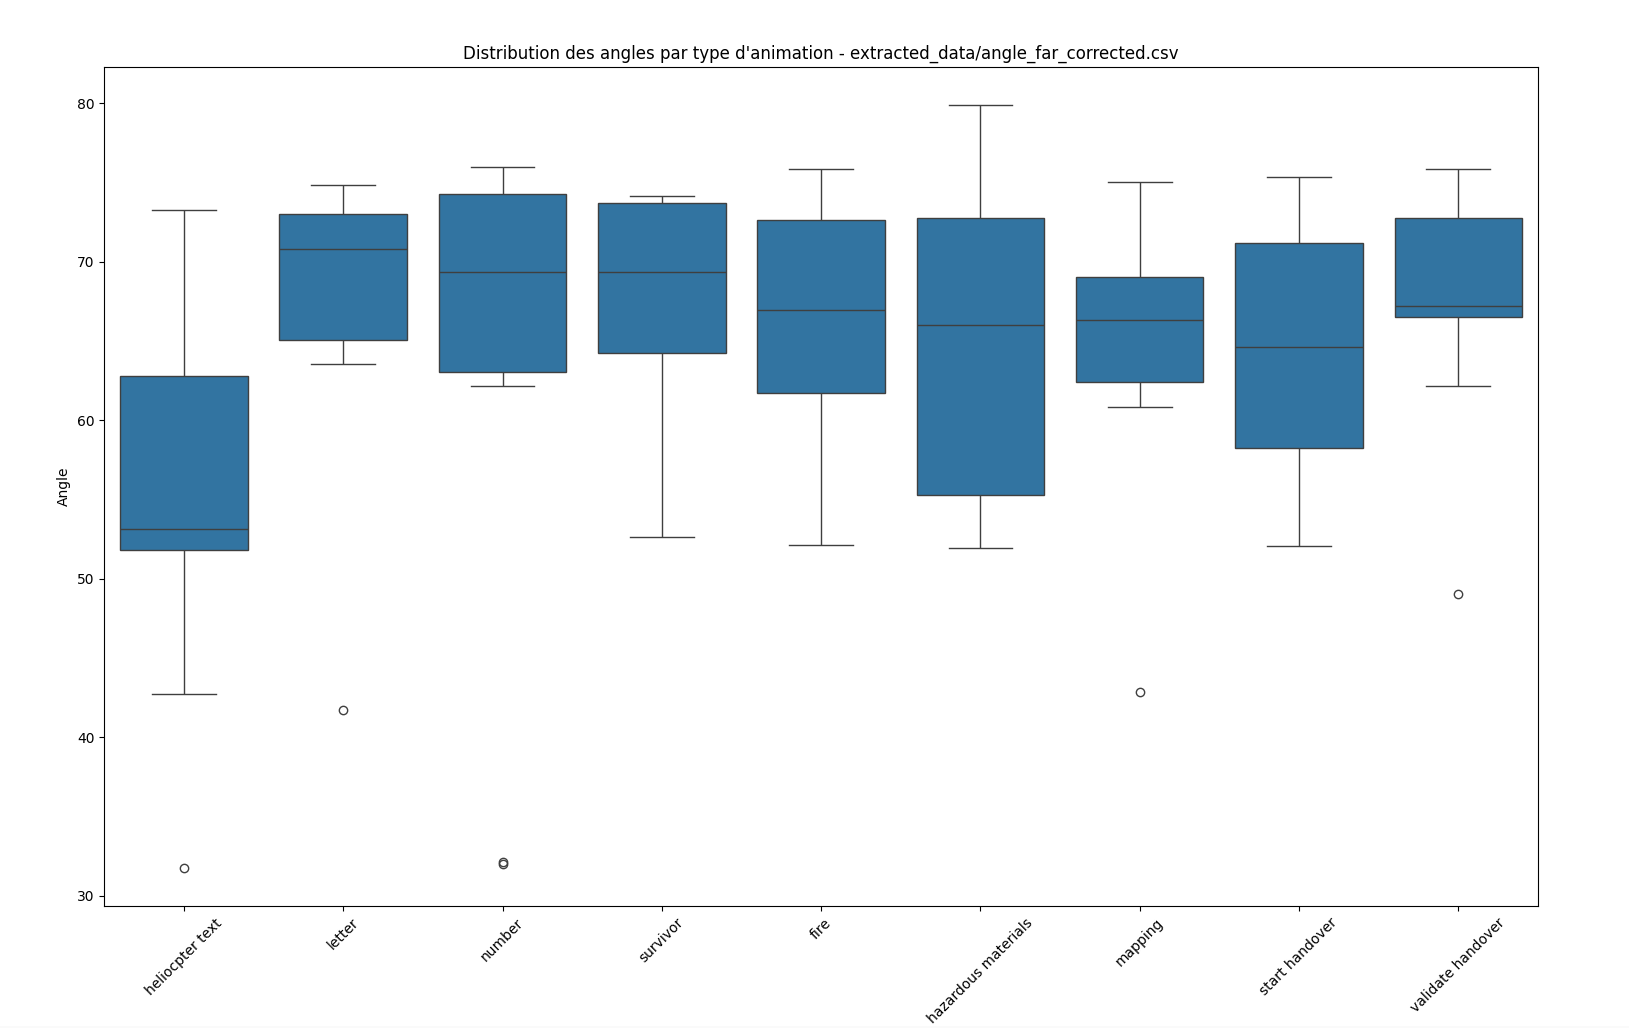 Distribution des angles par type d'animation - extracted_data/angle_far_corrected.csv
80
70
60
50
40
30
Angle
heliocpter text
letter
number
survivor
fire
hazardous materials
mapping
start handover
validate handover